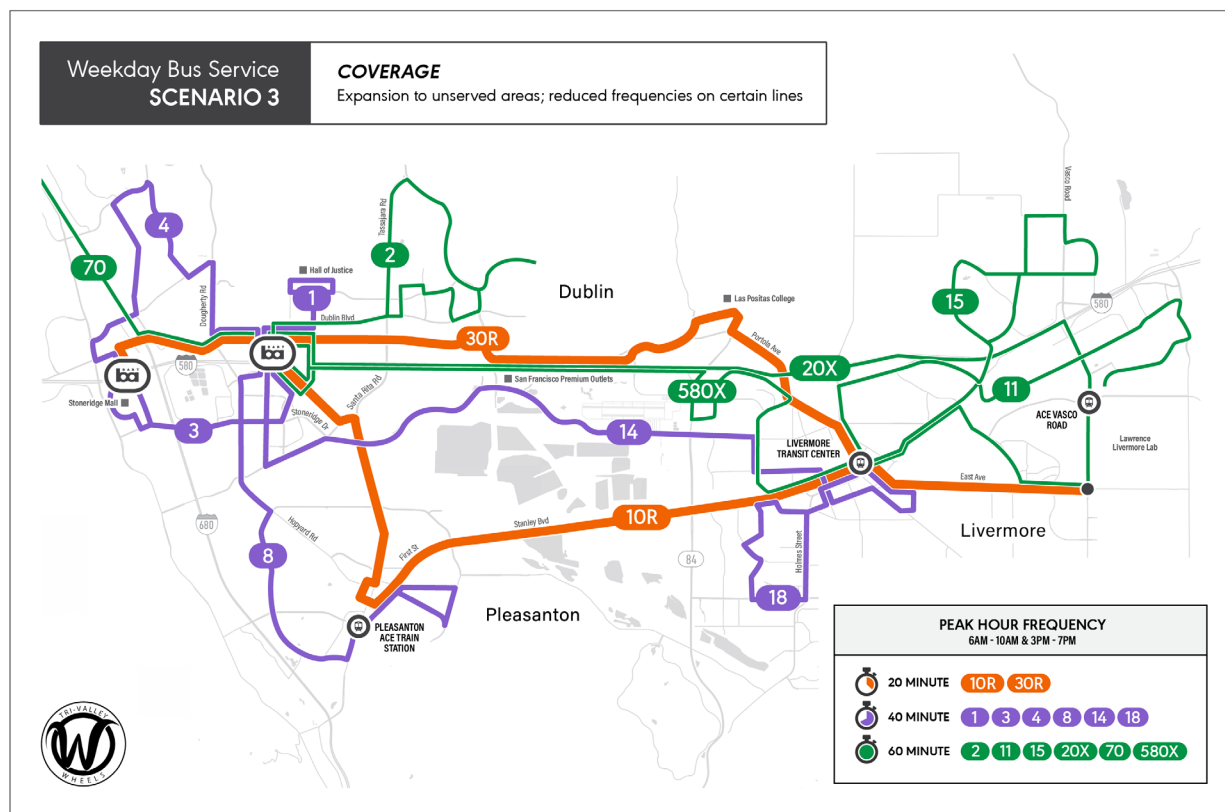 Weekday Bus Service
SCENARIO 3
COVERAGE
Expansion to unserved areas; reduced frequencies on certain lines
4
70
Dougherty Rd
Hall of Justice
1
Dublin Blvd
Tassajara Rd
2
Dublin
30R
Las Positas College
Portola Ave
Vasco Road
580
15
20X
11
BART
ba
BART
ba
580
Stoneridge Mall
3
Stoneridge Dr
Santa Rita Rd
San Francisco Premium Outlets
580X
14
LIVERMORE
TRANSIT CENTER
ACE VASCO
ROAD
Lawrence
Livermore Lab
East Ave
Livermore
680
Hopyard Rd
8
First St
Stanley Blvd
10R
84
Holmes Street
18
Pleasanton
PLEASANTON
ACE TRAIN
STATION
PEAK HOUR FREQUENCY
6AM - 10AM & 3PM - 7PM
20 MINUTE 10R 30R
40 MINUTE 1 3 4 8 14 18
60 MINUTE 2 11 15 20X 70 580X
TRI-VALLEY
W
WHEELS